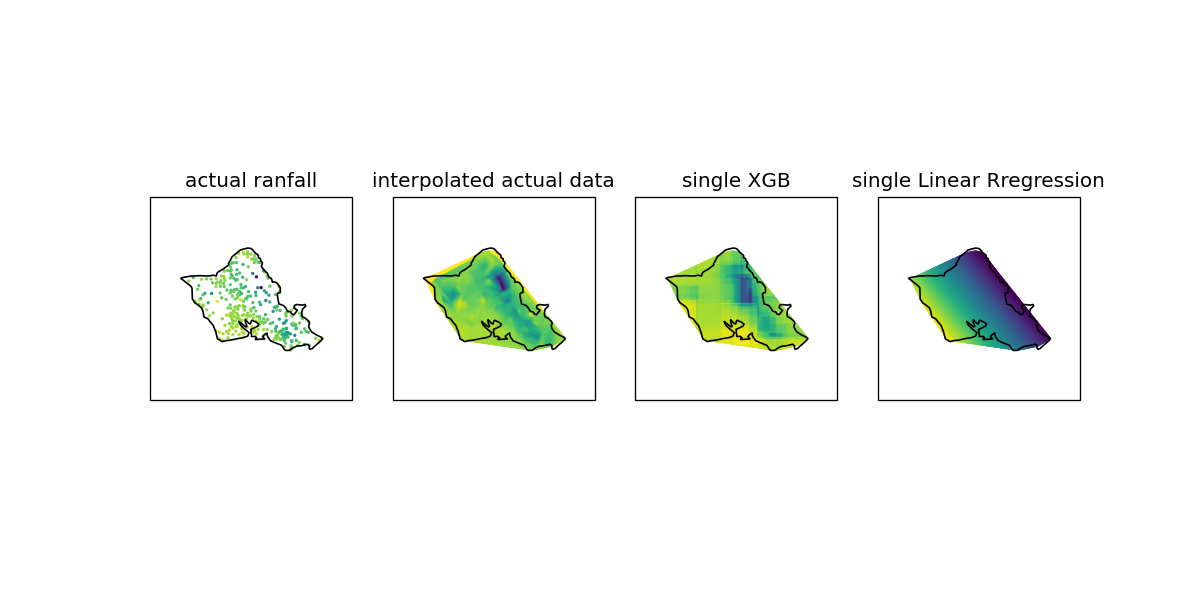 actual ranfall
interpolated actual data
single XGB
single Linear Rregression